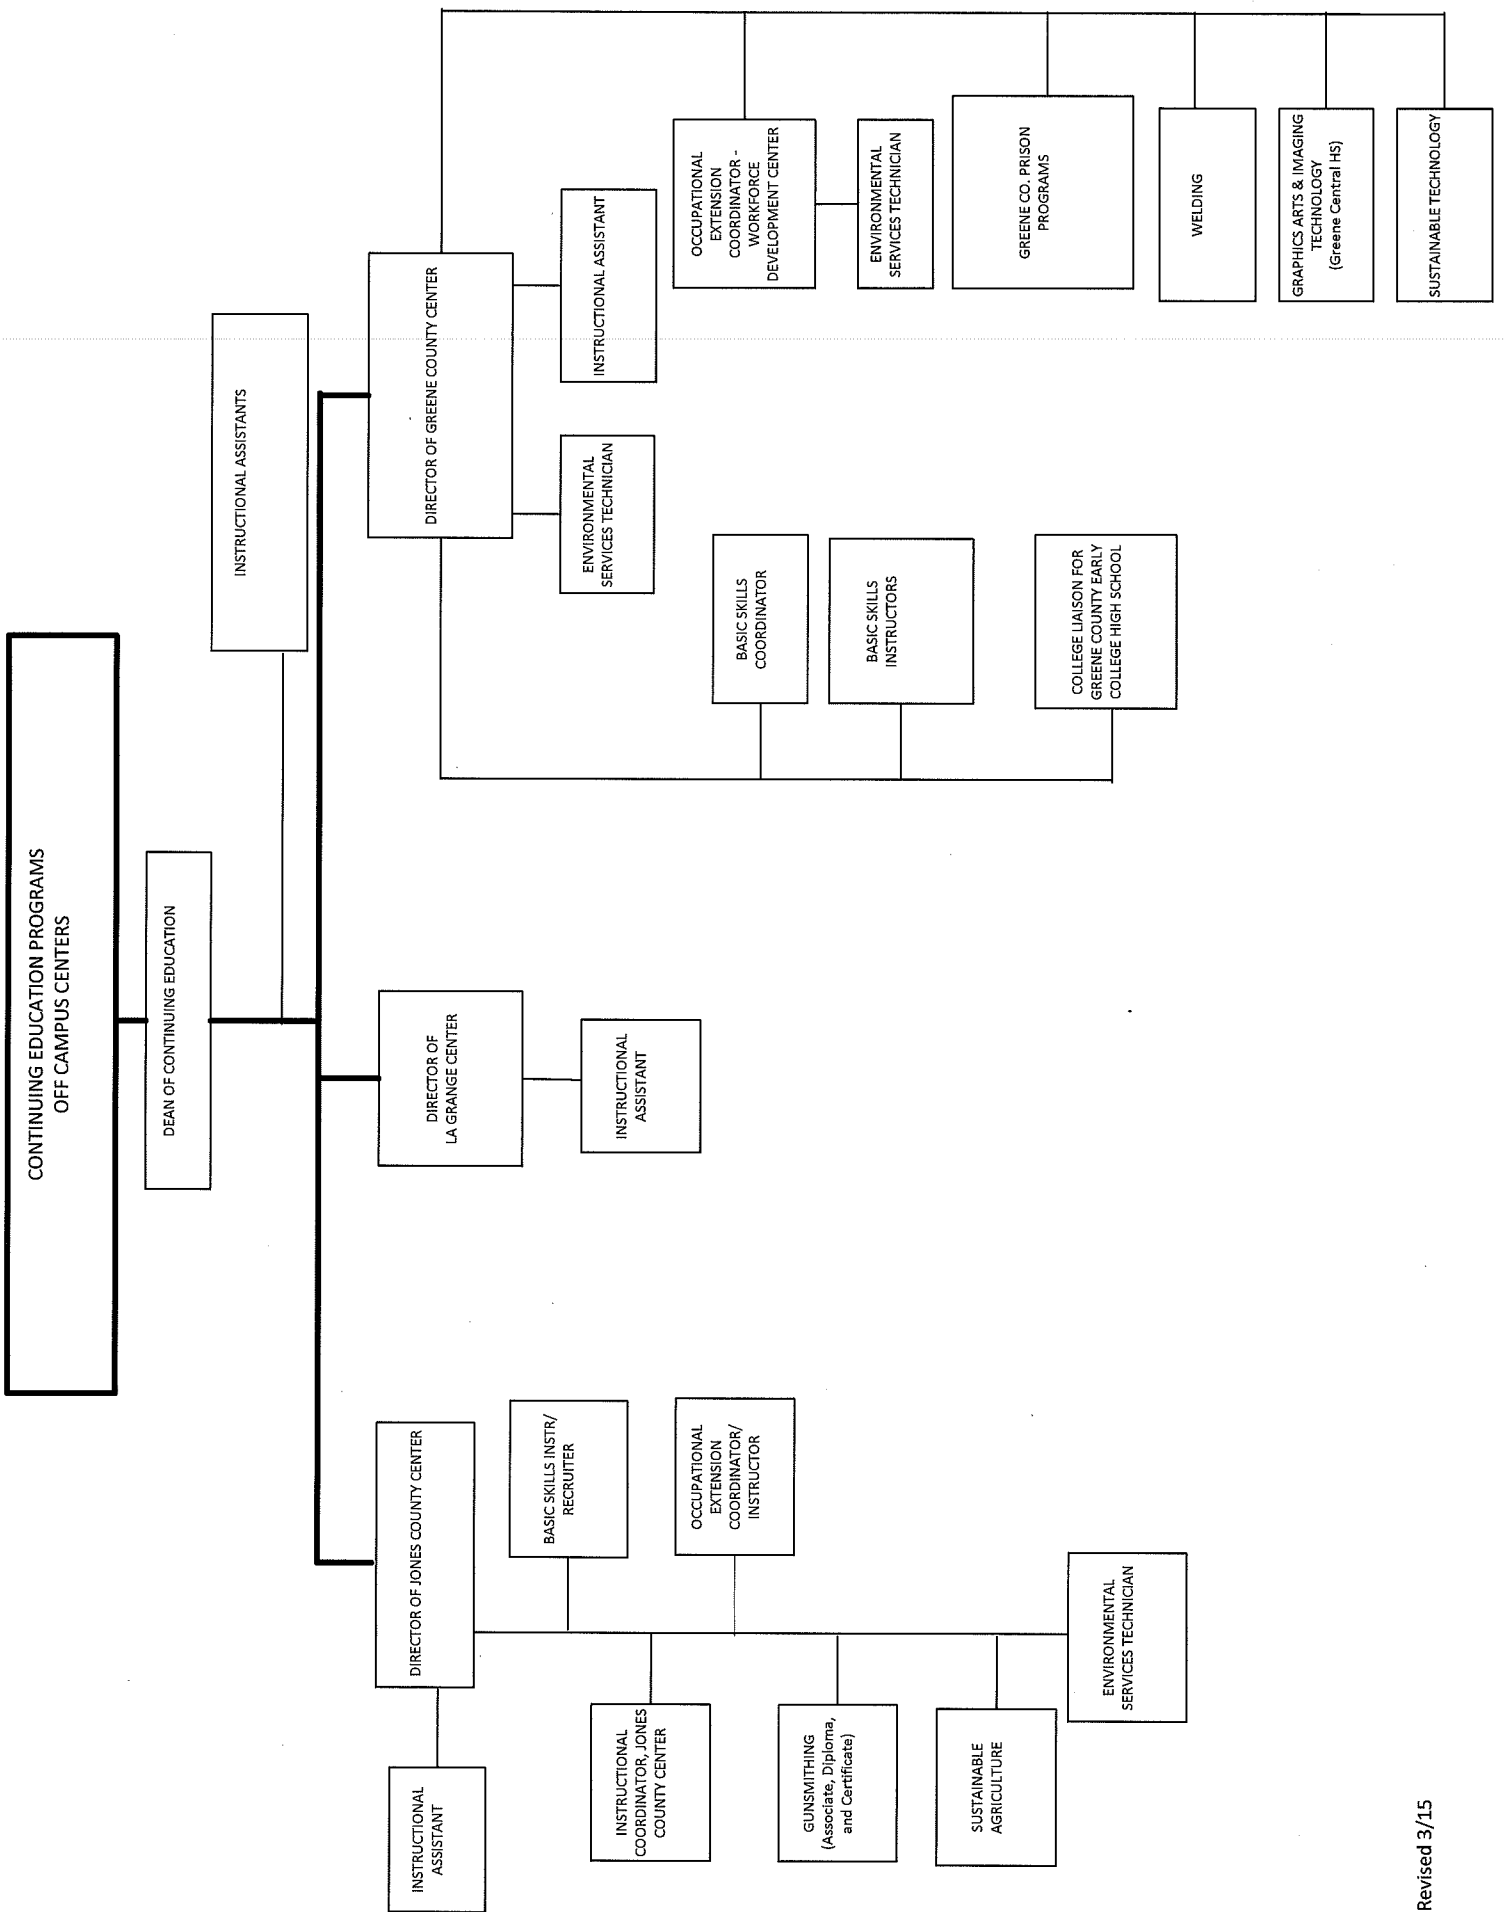 CONTINUING EDUCATION PROGRAMS
OFF CAMPUS CENTERS
DEAN OF CONTINUING EDUCATION
INSTRUCTIONAL ASSISTANTS
DIRECTOR OF JONES COUNTY CENTER
INSTRUCTIONAL
ASSISTANT
BASIC SKILLS INSTR/
RECRUITER
INSTRUCTIONAL
COORDINATOR, JONES
COUNTY CENTER
OCCUPATIONAL
EXTENSION
COORDINATOR/
INSTRUCTOR
GUNSMITHING
(Associate, Diploma,
and Certificate)
SUSTAINABLE
AGRICULTURE
ENVIRONMENTAL
SERVICES TECHNICIAN
DIRECTOR OF
LA GRANGE CENTER
INSTRUCTIONAL
ASSISTANT
DIRECTOR OF GREENE COUNTY CENTER
ENVIRONMENTAL
SERVICES TECHNICIAN
INSTRUCTIONAL ASSISTANT
BASIC SKILLS
COORDINATOR
BASIC SKILLS
INSTRUCTORS
COLLEGE LIAISON FOR
GREENE COUNTY EARLY
COLLEGE HIGH SCHOOL
OCCUPATIONAL
EXTENSION
COORDINATOR -
WORKFORCE
DEVELOPMENT CENTER
ENVIRONMENTAL
SERVICES TECHNICIAN
GREENE CO. PRISON
PROGRAMS
WELDING
GRAPHICS ARTS & IMAGING
TECHNOLOGY
(Greene Central HS)
SUSTAINABLE TECHNOLOGY
Revised 3/15